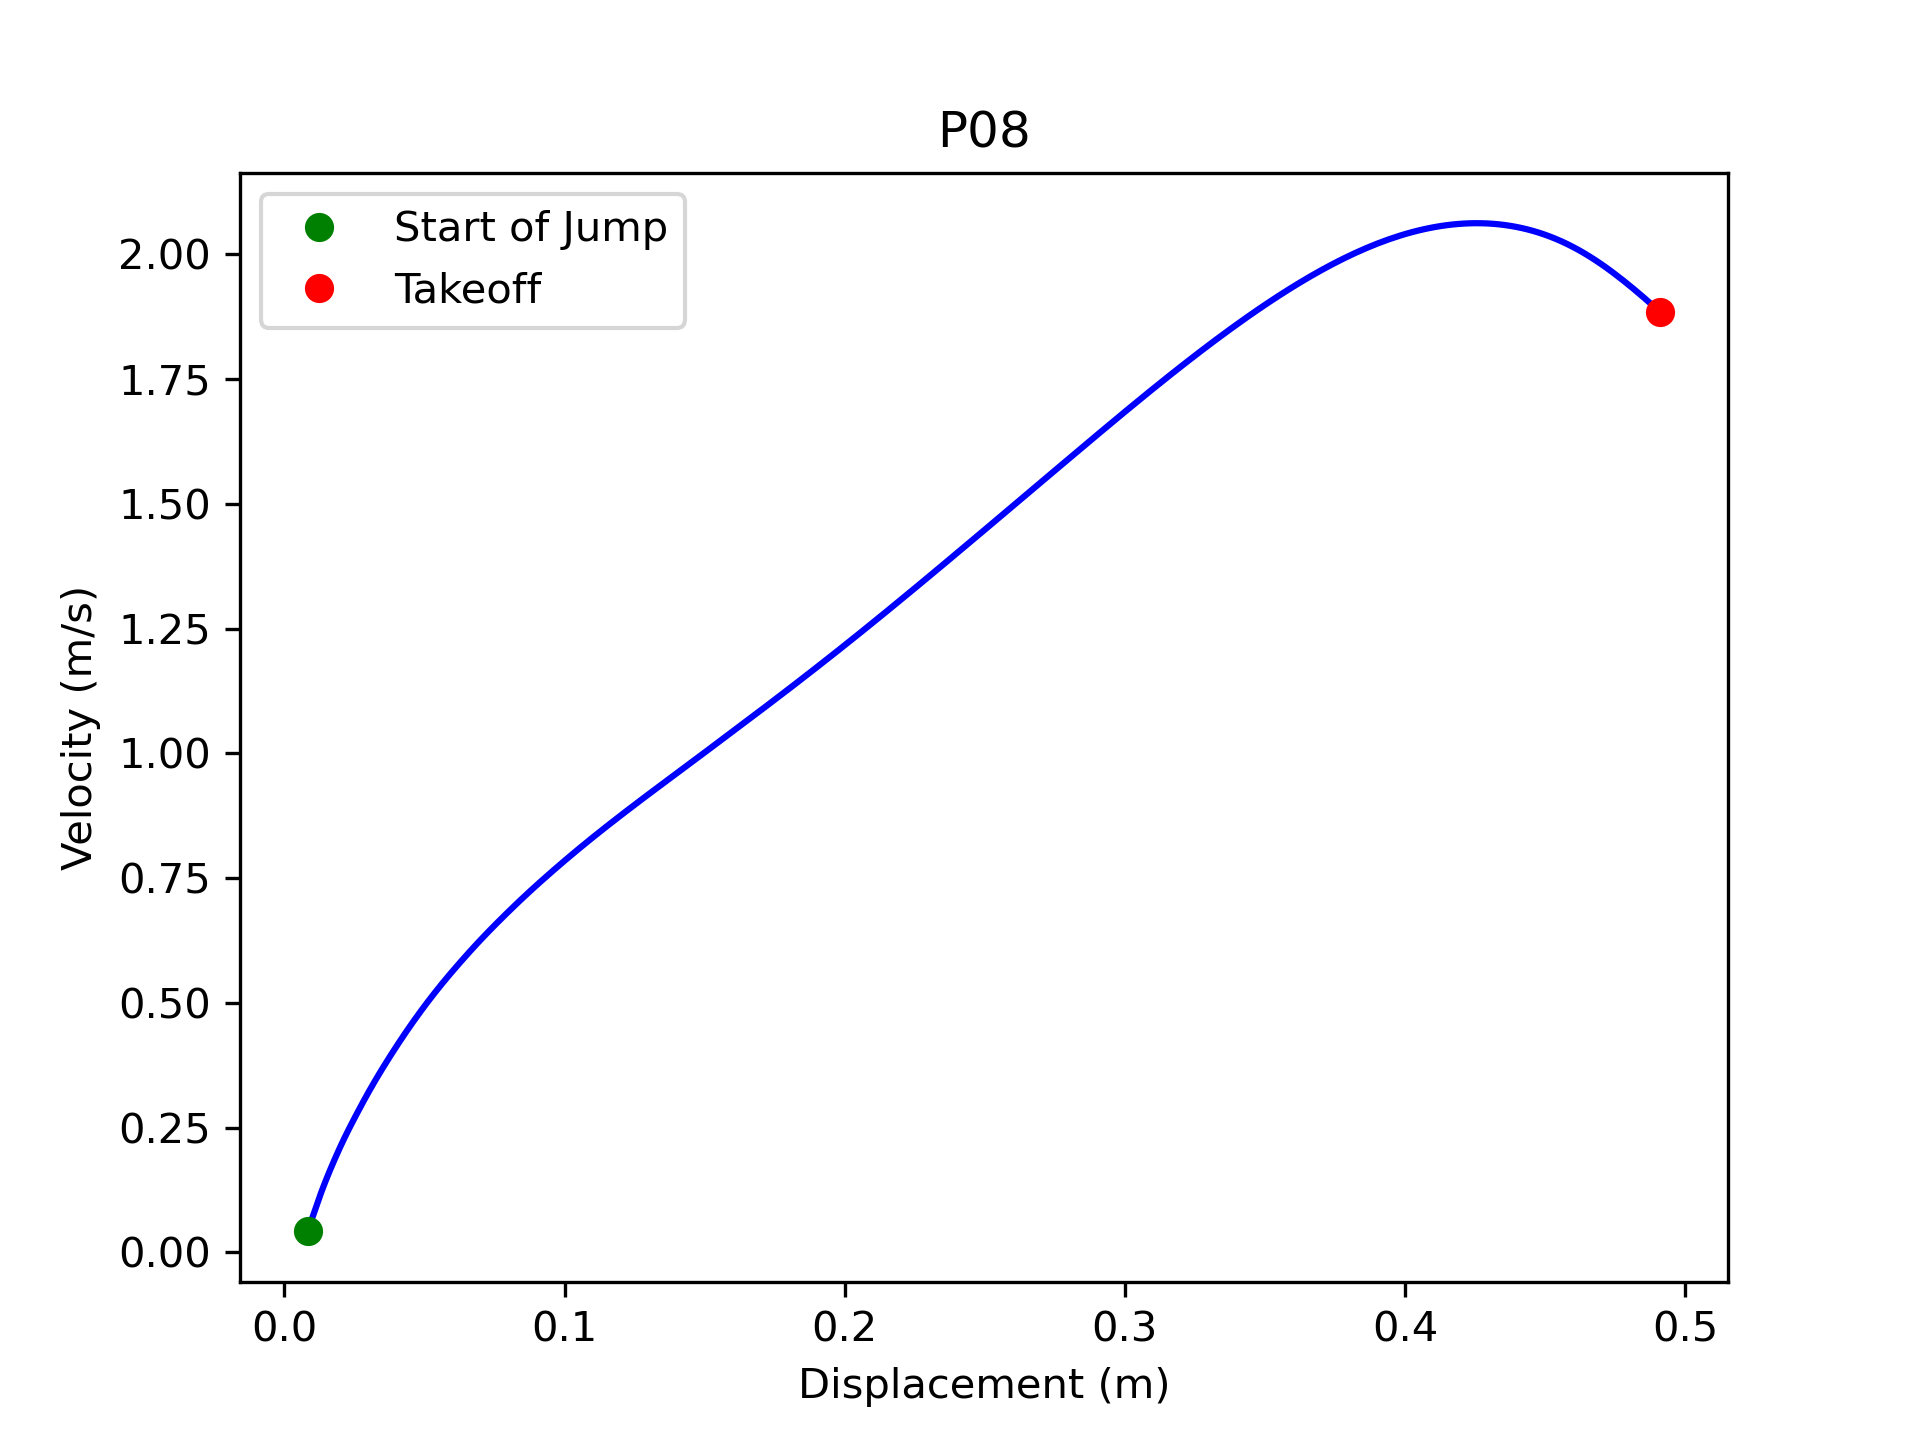 P08
Start of Jump
Takeoff
2.00
1.75
1.50
1.25
1.00
0.75
0.50
0.25
0.00
Velocity (m/s)
0.0 0.1 0.2 0.3 0.4 0.5
Displacement (m)